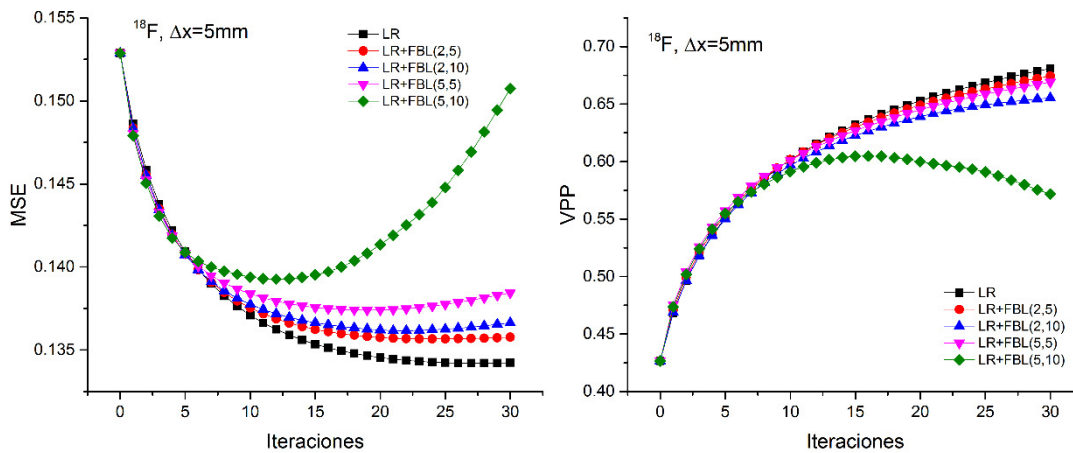 0.155
0.150
0.145
0.140
0.135
MSE
¹⁸F, Δx=5mm
LR
LR+FBL(2,5)
LR+FBL(2,10)
LR+FBL(5,5)
LR+FBL(5,10)
0 5 10 15 20 25 30
Iteraciones
0.70
0.65
0.60
0.55
0.50
0.45
0.40
VPP
¹⁸F, Δx=5mm
LR
LR+FBL(2,5)
LR+FBL(2,10)
LR+FBL(5,5)
LR+FBL(5,10)
0 5 10 15 20 25 30
Iteraciones